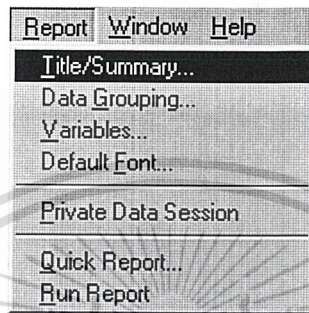 Report Window Help
Title/Summary...
Data Grouping...
Variables...
Default Font...
Private Data Session
Quick Report...
Run Report